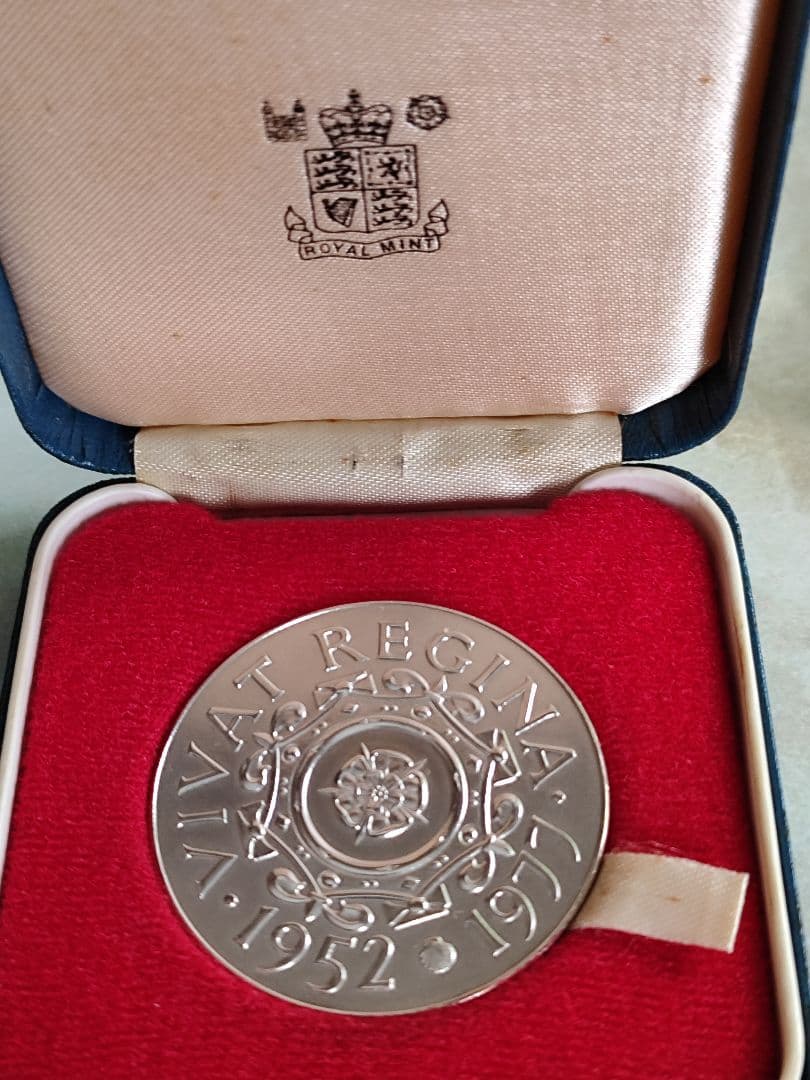 ROYAL MINT
VIVAT REGINA · 1977 · 1952 ·